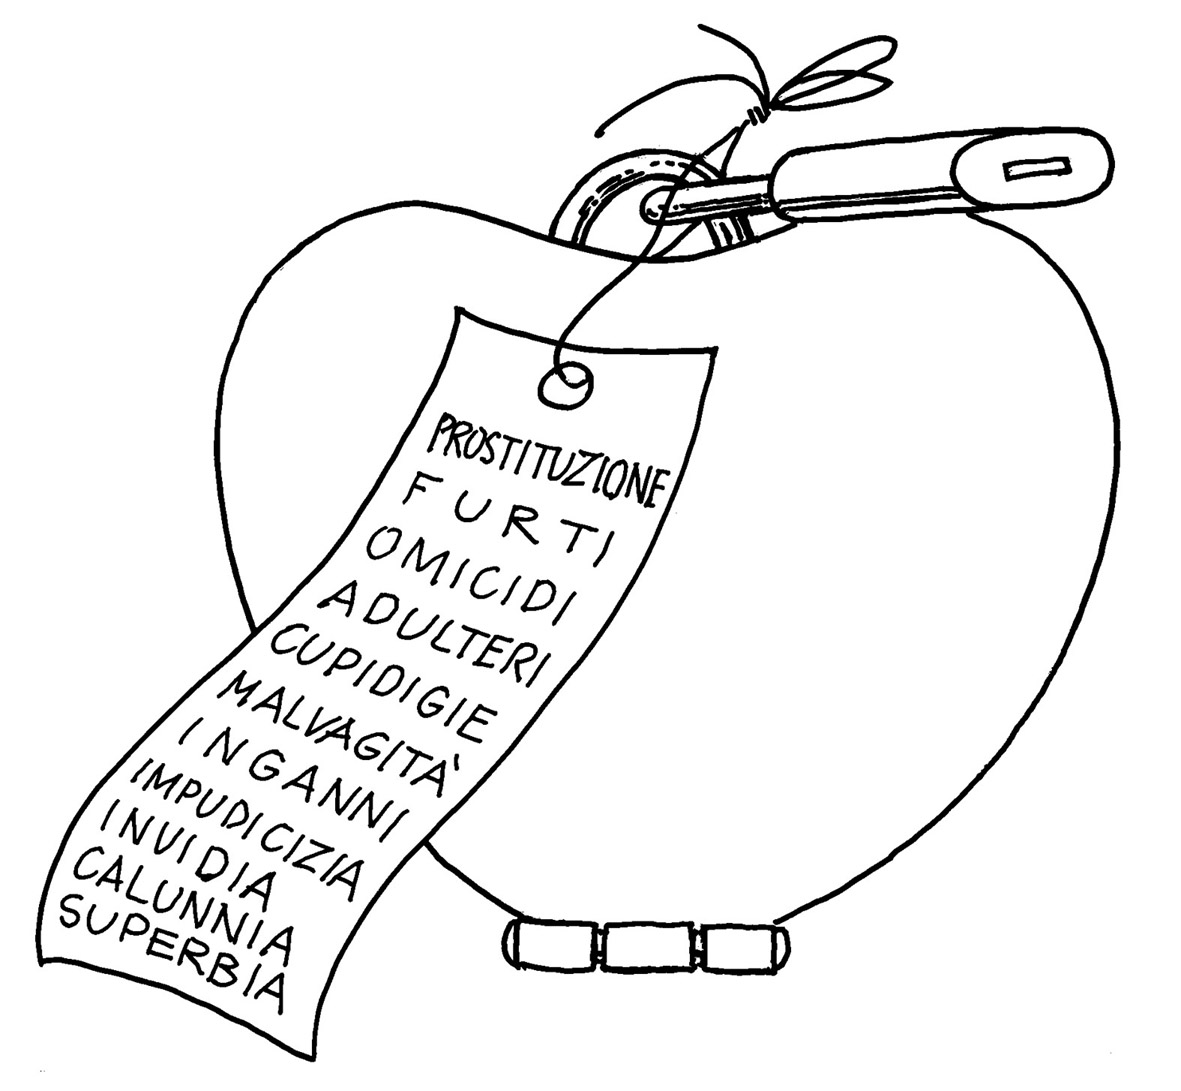 PROSTITUZIONE
FURTI
OMICIDI
ADULTERI
CUPIDIGIE
MALVAGITÀ
INGANNI
IMPUDICIZIA
INVIDIA
CALUNNIA
SUPERBIA